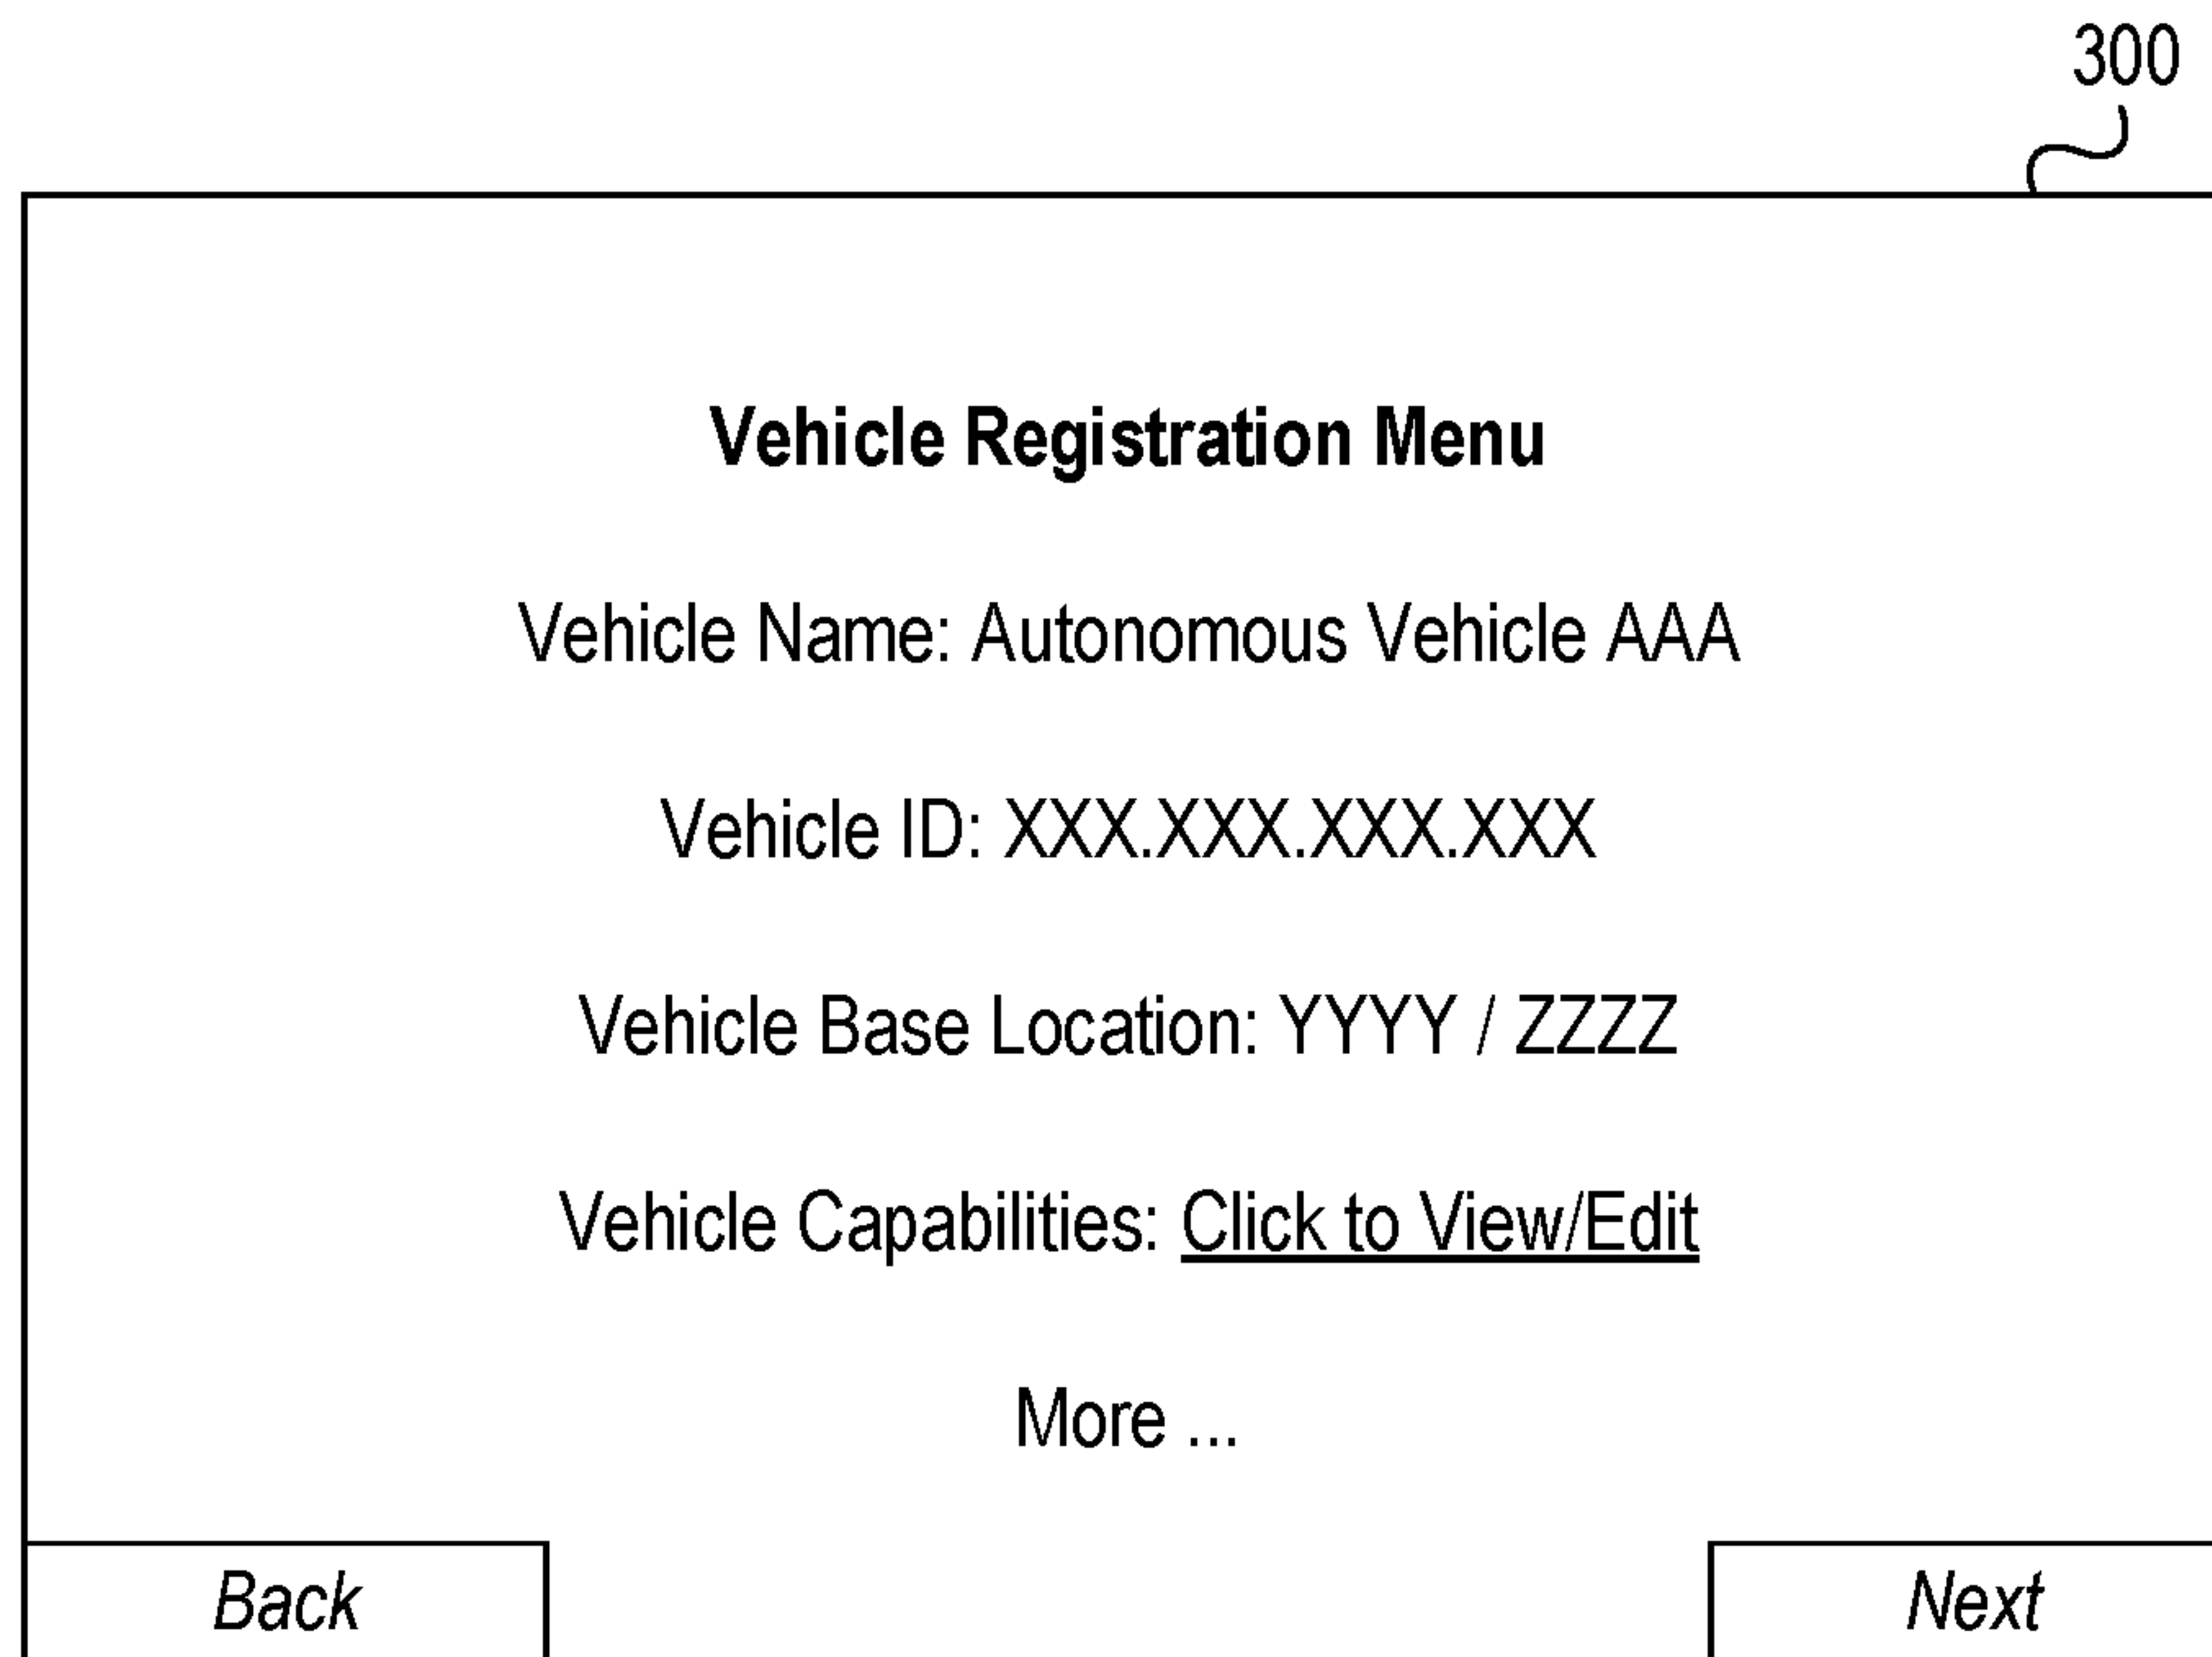 300
Vehicle Registration Menu
Vehicle Name: Autonomous Vehicle AAA
Vehicle ID: XXX.XXX.XXX.XXX
Vehicle Base Location: YYYY / ZZZZ
Vehicle Capabilities: Click to View/Edit
More ...
Back
Next